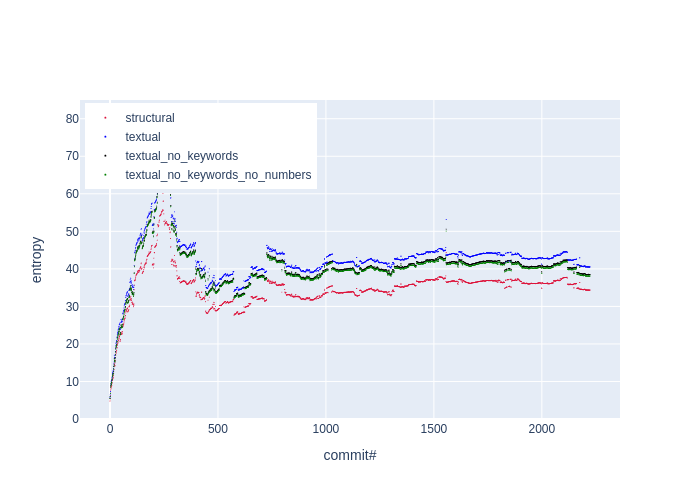 structural
textual
textual_no_keywords
textual_no_keywords_no_numbers
80
70
60
50
40
30
20
10
0
entropy
0 500 1000 1500 2000
commit#